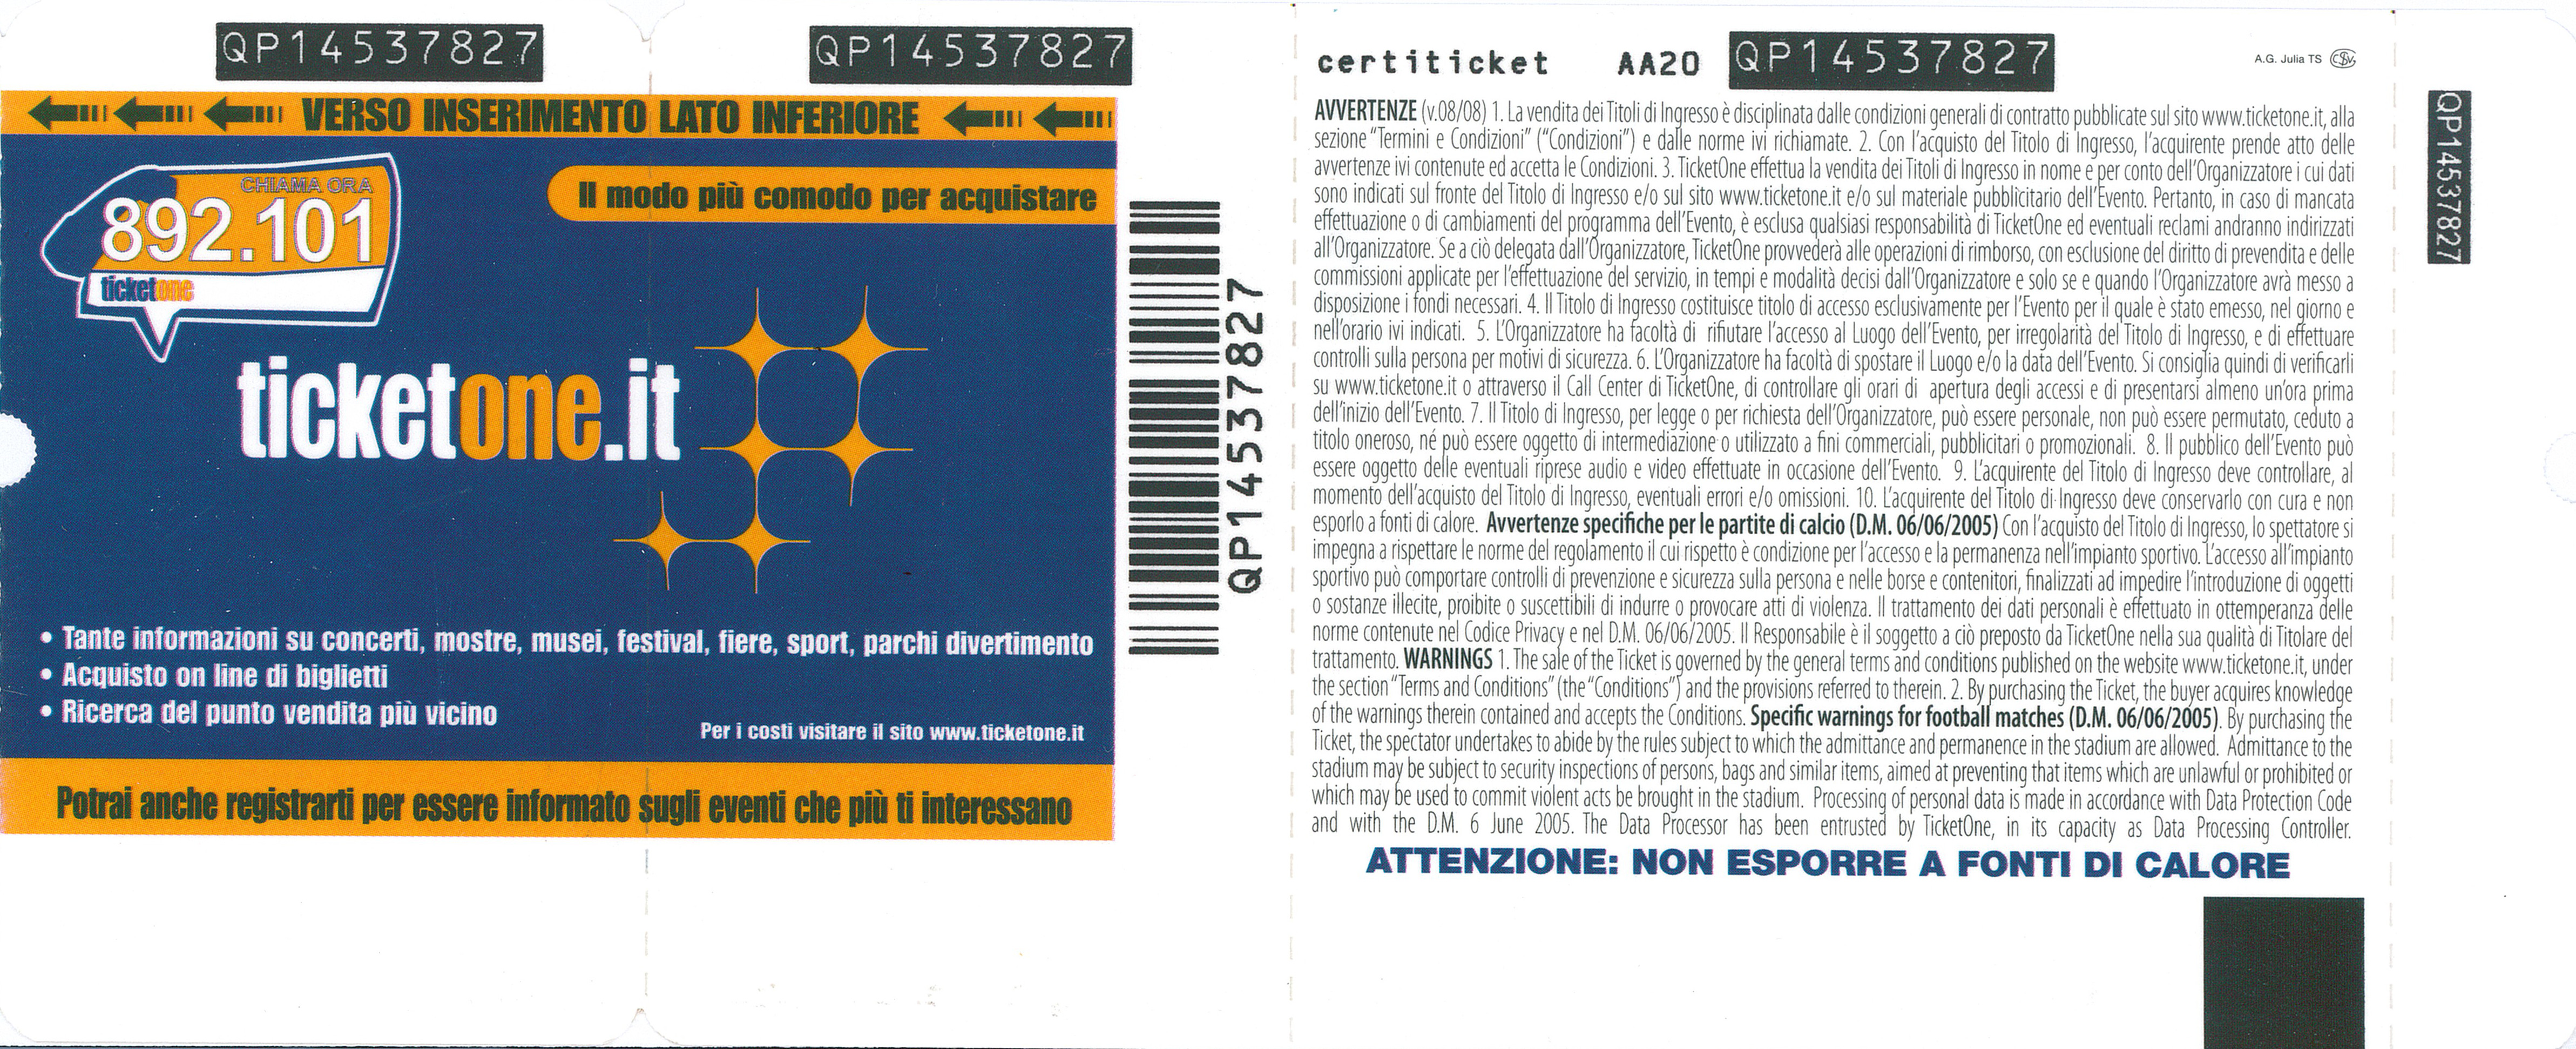 QP14537827
QP14537827
VERSO INSERIMENTO LATO INFERIORE
CHIAMA ORA
892.101
ticketone
Il modo più comodo per acquistare
ticketone.it
• Tante informazioni su concerti, mostre, musei, festival, fiere, sport, parchi divertimento
• Acquisto on line di biglietti
• Ricerca del punto vendita più vicino
Per i costi visitare il sito www.ticketone.it
Potrai anche registrarti per essere informato sugli eventi che più ti interessano
QP14537827
certiticket AA20 QP14537827
A.G. Julia TS
AVVERTENZE (v.08/08) 1. La vendita dei Titoli di Ingresso è disciplinata dalle condizioni generali di contratto pubblicate sul sito www.ticketone.it, alla
sezione “Termini e Condizioni” (“Condizioni”) e dalle norme ivi richiamate. 2. Con l’acquisto del Titolo di Ingresso, l’acquirente prende atto delle
avvertenze ivi contenute ed accetta le Condizioni. 3. TicketOne effettua la vendita dei Titoli di Ingresso in nome e per conto dell’Organizzatore i cui dati
sono indicati sul fronte del Titolo di Ingresso e/o sul sito www.ticketone.it e/o sul materiale pubblicitario dell’Evento. Pertanto, in caso di mancata
effettuazione o di cambiamenti del programma dell’Evento, è esclusa qualsiasi responsabilità di TicketOne ed eventuali reclami andranno indirizzati
all’Organizzatore. Se a ciò delegata dall’Organizzatore, TicketOne provvederà alle operazioni di rimborso, con esclusione del diritto di prevendita e delle
commissioni applicate per l’effettuazione del servizio, in tempi e modalità decisi dall’Organizzatore e solo se e quando l’Organizzatore avrà messo a
disposizione i fondi necessari. 4. Il Titolo di Ingresso costituisce titolo di accesso esclusivamente per l’Evento per il quale è stato emesso, nel giorno e
nell’orario ivi indicati. 5. L’Organizzatore ha facoltà di rifiutare l’accesso al Luogo dell’Evento, per irregolarità del Titolo di Ingresso, e di effettuare
controlli sulla persona per motivi di sicurezza. 6. L’Organizzatore ha facoltà di spostare il Luogo e/o la data dell’Evento. Si consiglia quindi di verificarli
su www.ticketone.it o attraverso il Call Center di TicketOne, di controllare gli orari di apertura degli accessi e di presentarsi almeno un’ora prima
dell’inizio dell’Evento. 7. Il Titolo di Ingresso, per legge o per richiesta dell’Organizzatore, può essere personale, non può essere permutato, ceduto a
titolo oneroso, né può essere oggetto di intermediazione o utilizzato a fini commerciali, pubblicitari o promozionali. 8. Il pubblico dell’Evento può
essere oggetto delle eventuali riprese audio e video effettuate in occasione dell’Evento. 9. L’acquirente del Titolo di Ingresso deve controllare, al
momento dell’acquisto del Titolo di Ingresso, eventuali errori e/o omissioni. 10. L’acquirente del Titolo di Ingresso deve conservarlo con cura e non
esporlo a fonti di calore. Avvertenze specifiche per le partite di calcio (D.M. 06/06/2005) Con l’acquisto del Titolo di Ingresso, lo spettatore si
impegna a rispettare le norme del regolamento il cui rispetto è condizione per l’accesso e la permanenza nell’impianto sportivo. L’accesso all’impianto
sportivo può comportare controlli di prevenzione e sicurezza sulla persona e nelle borse e contenitori, finalizzati ad impedire l’introduzione di oggetti
o sostanze illecite, proibite o suscettibili di indurre o provocare atti di violenza. Il trattamento dei dati personali è effettuato in ottemperanza delle
norme contenute nel Codice Privacy e nel D.M. 06/06/2005. Il Responsabile è il soggetto a ciò preposto da TicketOne nella sua qualità di Titolare del
trattamento. WARNINGS 1. The sale of the Ticket is governed by the general terms and conditions published on the website www.ticketone.it, under
the section “Terms and Conditions” (the “Conditions”) and the provisions referred to therein. 2. By purchasing the Ticket, the buyer acquires knowledge
of the warnings therein contained and accepts the Conditions. Specific warnings for football matches (D.M. 06/06/2005). By purchasing the
Ticket, the spectator undertakes to abide by the rules subject to which the admittance and permanence in the stadium are allowed. Admittance to the
stadium may be subject to security inspections of persons, bags and similar items, aimed at preventing that items which are unlawful or prohibited or
which may be used to commit violent acts be brought in the stadium. Processing of personal data is made in accordance with Data Protection Code
and with the D.M. 6 June 2005. The Data Processor has been entrusted by TicketOne, in its capacity as Data Processing Controller.
ATTENZIONE: NON ESPORRE A FONTI DI CALORE
QP14537827